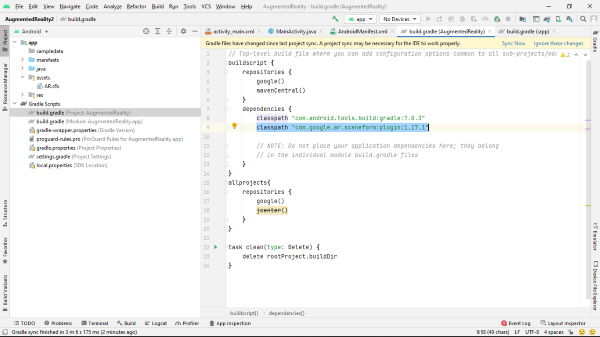 File Edit View Navigate Code Analyze Refactor Build Run Tools VCS Window Help AugmentedReality - build.gradle (AugmentedReality)
AugmentedReality2 build.gradle
app No Devices
Android
activity_main.xml MainActivity.java AndroidManifest.xml build.gradle (AugmentedReality) build.gradle (:app)
Gradle files have changed since last project sync. A project sync may be necessary for the IDE to work properly. Sync Now Ignore these changes
app
sampledata
manifests
java
assets
res
Gradle Scripts
build.gradle (Project: AugmentedReality)
build.gradle (Module: AugmentedReality.app)
gradle-wrapper.properties (Gradle Version)
proguard-rules.pro (ProGuard Rules for AugmentedReality.app)
gradle.properties (Project Properties)
settings.gradle (Project Settings)
local.properties (SDK Location)
1 // Top-level build file where you can add configuration options common to all sub-projects/mo
2 buildscript {
3 repositories {
4 google()
5 mavenCentral()
6 }
7 dependencies {
8 classpath "com.android.tools.build:gradle:7.0.3"
9 classpath "com.google.ar.sceneform:plugin:1.17.1"
10
11 // NOTE: Do not place your application dependencies here; they belong
12 // in the individual module build.gradle files
13 }
14 }
15 allprojects{
16 repositories {
17 google()
18 jcenter()
19 }
20 }
21
22 task clean(type: Delete) {
23 delete rootProject.buildDir
24 }
buildscript{} dependencies{}
Project
Resource Manager
Structure
Favorites
Build Variants
Gradle
Emulator
Device File Explorer
TODO Problems Terminal Build Logcat Profiler App Inspection Event Log Layout Inspector
Gradle sync finished in 3 m 6 s 175 ms (2 minutes ago) 9:58 (49 chars) LF UTF-8 4 spaces